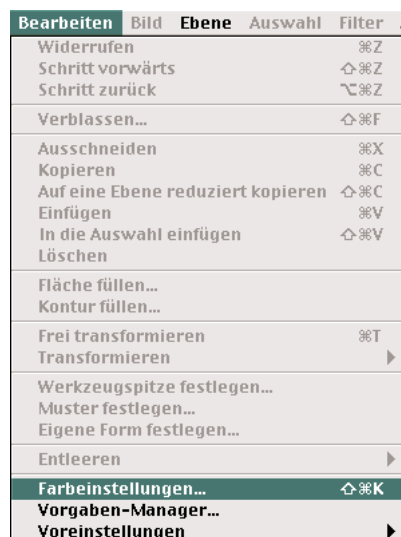 Bearbeiten Bild Ebene Auswahl Filter
Widerrufen ⌘Z
Schritt vorwärts ⇧⌘Z
Schritt zurück ⌥⌘Z
Verblassen... ⇧⌘F
Ausschneiden ⌘X
Kopieren ⌘C
Auf eine Ebene reduziert kopieren ⇧⌘C
Einfügen ⌘V
In die Auswahl einfügen ⇧⌘V
Löschen
Fläche füllen...
Kontur füllen...
Frei transformieren ⌘T
Transformieren
Werkzeugspitze festlegen...
Muster festlegen...
Eigene Form festlegen...
Entleeren
Farbeinstellungen... ⇧⌘K
Vorgaben-Manager...
Voreinstellungen